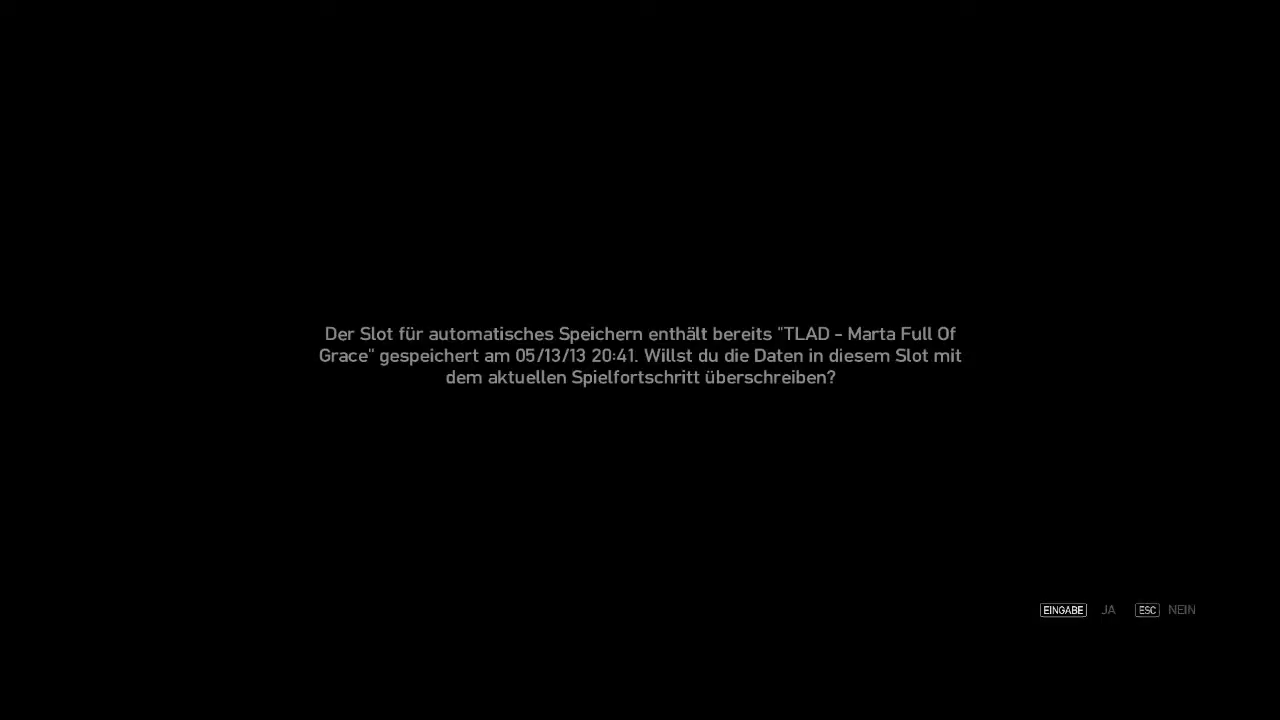 Der Slot für automatisches Speichern enthält bereits "TLAD - Marta Full Of
Grace" gespeichert am 05/13/13 20:41. Willst du die Daten in diesem Slot mit
dem aktuellen Spielfortschritt überschreiben?
EINGABE JA ESC NEIN